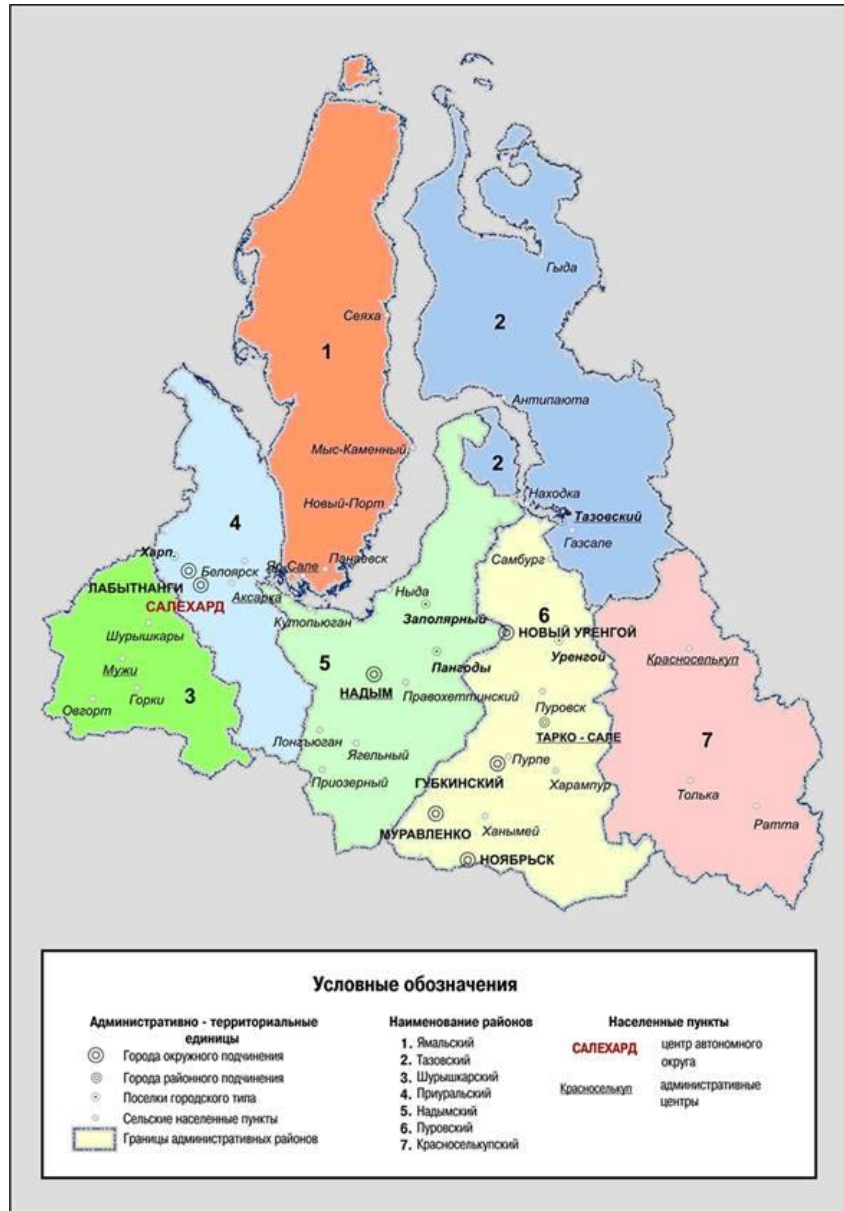 Гыда
2
Сеяха
1
Антипаюта
Мыс-Каменный
2
Находка
Новый-Порт
Тазовский
4
Газсале
Харп
Яр-Сале
Панаевск
Самбург
Белоярск
ЛАБЫТНАНГИ
Аксарка
Ныда
САЛЕХАРД
Заполярный
6
Кутопьюган
Шурышкары
НОВЫЙ УРЕНГОЙ
Уренгой
Красноселькуп
5
Пангоды
Мужи
НАДЫМ
Правохеттинский
3
Горки
Овгорт
Пуровск
ТАРКО - САЛЕ
7
Лонгъюган
Ягельный
Пурпе
Приозерный
ГУБКИНСКИЙ
Харампур
Толька
Ратта
МУРАВЛЕНКО
Ханымей
НОЯБРЬСК
Условные обозначения
Административно - территориальные
единицы
Города окружного подчинения
Города районного подчинения
Поселки городского типа
Сельские населенные пункты
Границы административных районов
Наименование районов
1. Ямальский
2. Тазовский
3. Шурышкарский
4. Приуральский
5. Надымский
6. Пуровский
7. Красноселькупский
Населенные пункты
САЛЕХАРД центр автономного
округа
Красноселькуп административные
центры